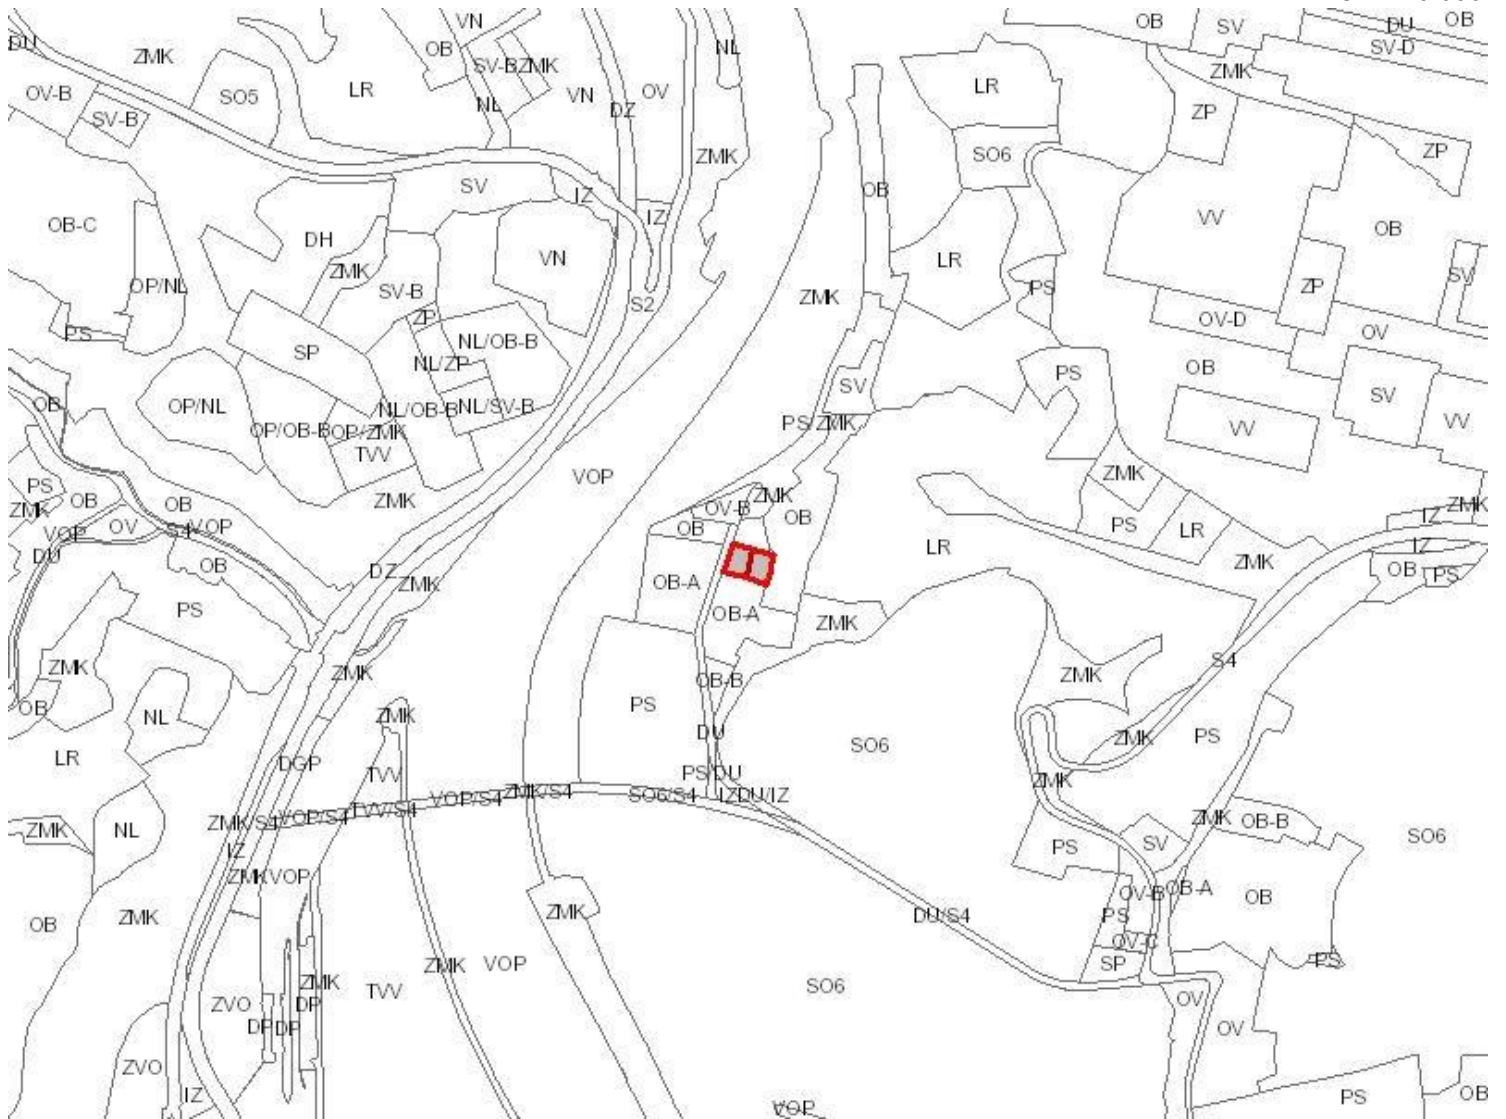 VN
OB
SV
DU
OB
DU
ZMK
OB
NL
SV-D
SV-B
ZMK
ZMK
OV-B
SO5
LR
VN
OV
LR
NL
DZ
ZP
SV-B
ZMK
SO6
ZP
SV
IZ
OB
IZ
VV
OB-C
DH
OB
VN
LR
ZMK
SV
OP/NL
SV-B
ZMK
PS
ZP
S2
ZP
OV-D
OV
PS
NL/OB-B
SP
NL/ZP
OB
PS
SV
SV
OB
OP/NL
NL/OB-B
NL/SV-B
PS/ZMK
VV
VV
OP/OB-B
OP/ZMK
TVV
VOP
ZMK
PS
OB
OB
ZMK
ZMK
ZMK
ZMK
OV-B
OB
PS
LR
IZ
VOP
OV
S4
VOP
OB
IZ
DU
LR
ZMK
OB
DZ
ZMK
OB-A
OB
PS
PS
OB-A
ZMK
ZMK
S4
ZMK
ZMK
OB-B
OB
NL
ZMK
PS
DU
ZMK
PS
SO6
LR
DGP
TVV
PS/DU
ZMK
ZMK/S4
VOP/S4
TVV/S4
VOP/S4
ZMK/S4
SO6/S4
IZ
DU/IZ
ZMK
OB-B
ZMK
NL
SO6
IZ
PS
SV
ZMK
VOP
OV-B
OB-A
OB
OB
ZMK
ZMK
DU/S4
PS
OV-C
ZMK
VOP
SP
PS
ZMK
TVV
SO6
OV
ZVO
DP
DP
DP
OV
ZVO
IZ
PS
OB
VOP